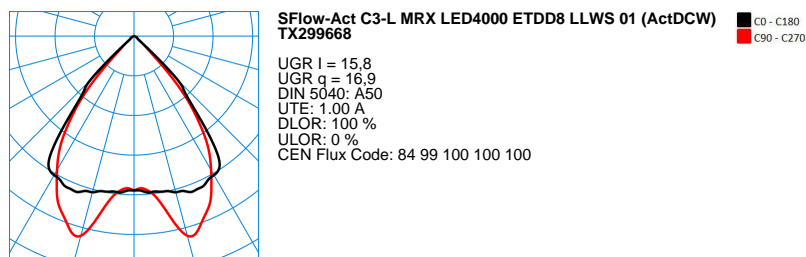 SFlow-Act C3-L MRX LED4000 ETDD8 LLWS 01 (ActDCW)
TX299668
C0 - C180
C90 - C270
UGR l = 15,8
UGR q = 16,9
DIN 5040: A50
UTE: 1.00 A
DLOR: 100 %
ULOR: 0 %
CEN Flux Code: 84 99 100 100 100